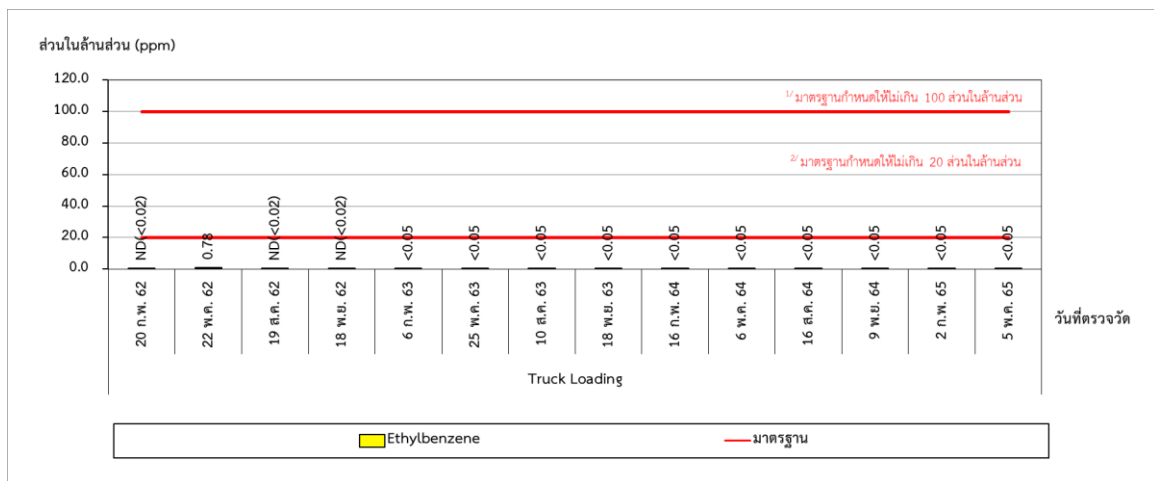 ส่วนในล้านส่วน (ppm)
120.0
100.0
80.0
60.0
40.0
20.0
0.0
1/ มาตรฐานกำหนดให้ไม่เกิน 100 ส่วนในล้านส่วน
2/ มาตรฐานกำหนดให้ไม่เกิน 20 ส่วนในล้านส่วน
ND(<0.02)
0.78
ND(<0.02)
ND(<0.02)
<0.05
<0.05
<0.05
<0.05
<0.05
<0.05
<0.05
<0.05
<0.05
<0.05
20 ก.พ. 62
22 พ.ค. 62
19 ส.ค. 62
18 พ.ย. 62
6 ก.พ. 63
25 พ.ค. 63
10 ส.ค. 63
18 พ.ย. 63
16 ก.พ. 64
6 พ.ค. 64
16 ส.ค. 64
9 พ.ย. 64
2 ก.พ. 65
5 พ.ค. 65
วันที่ตรวจวัด
Truck Loading
Ethylbenzene
มาตรฐาน